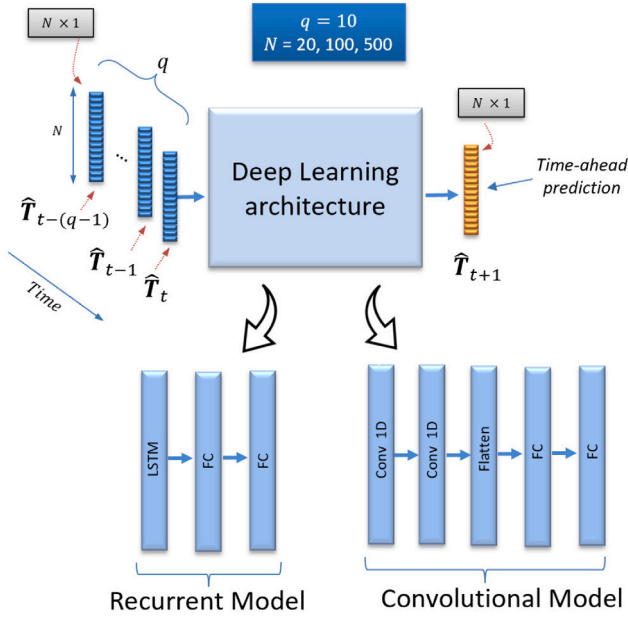 N × 1
q = 10
N = 20, 100, 500
q
N × 1
N
...
Deep Learning
architecture
Time-ahead
prediction
T̂t−(q−1)
T̂t−1
T̂t
T̂t+1
Time
LSTM
FC
FC
Conv 1D
Conv 1D
Flatten
FC
FC
Recurrent Model
Convolutional Model